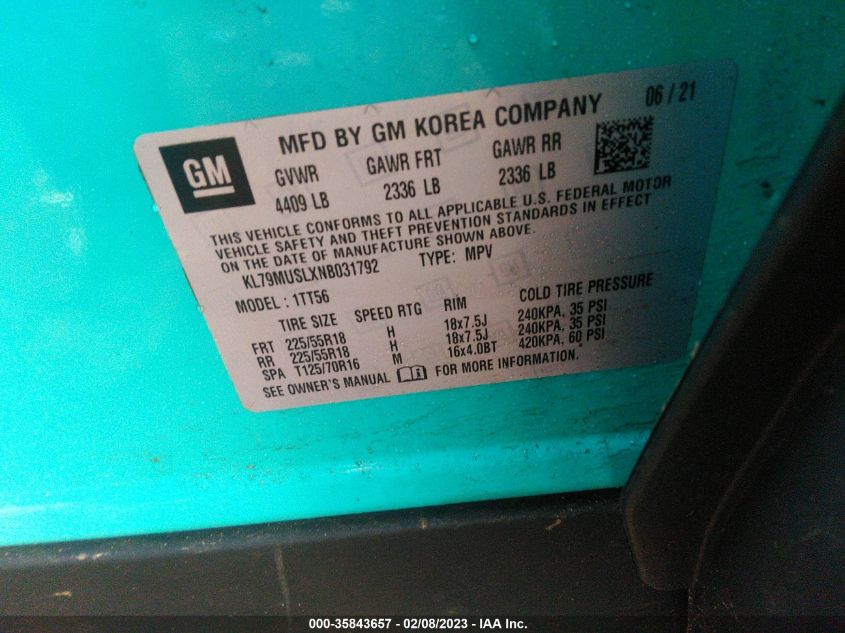 GM
MFD BY GM KOREA COMPANY 06 / 21
GVWR GAWR FRT GAWR RR
4409 LB 2336 LB 2336 LB
THIS VEHICLE CONFORMS TO ALL APPLICABLE U.S. FEDERAL MOTOR
VEHICLE SAFETY AND THEFT PREVENTION STANDARDS IN EFFECT
ON THE DATE OF MANUFACTURE SHOWN ABOVE.
KL79MUSLXNB031792 TYPE: MPV
MODEL : 1TT56
TIRE SIZE SPEED RTG RIM COLD TIRE PRESSURE
FRT 225/55R18 H 18x7.5J 240KPA, 35 PSI
RR 225/55R18 H 18x7.5J 240KPA, 35 PSI
SPA T125/70R16 M 16x4.0BT 420KPA, 60 PSI
SEE OWNER'S MANUAL FOR MORE INFORMATION.
000-35843657 - 02/08/2023 - IAA Inc.